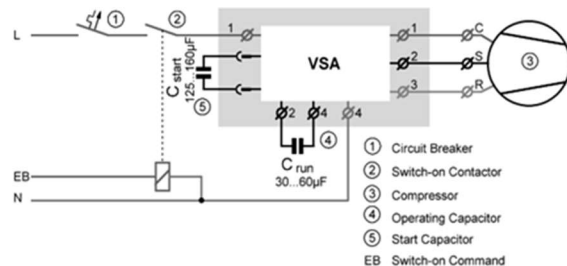 L
1
2
1
VSA
1
C
2
S
3
R
3
C start
125...160µF
5
2
4
4
4
C run
30...60µF
EB
N
1 Circuit Breaker
2 Switch-on Contactor
3 Compressor
4 Operating Capacitor
5 Start Capacitor
EB Switch-on Command